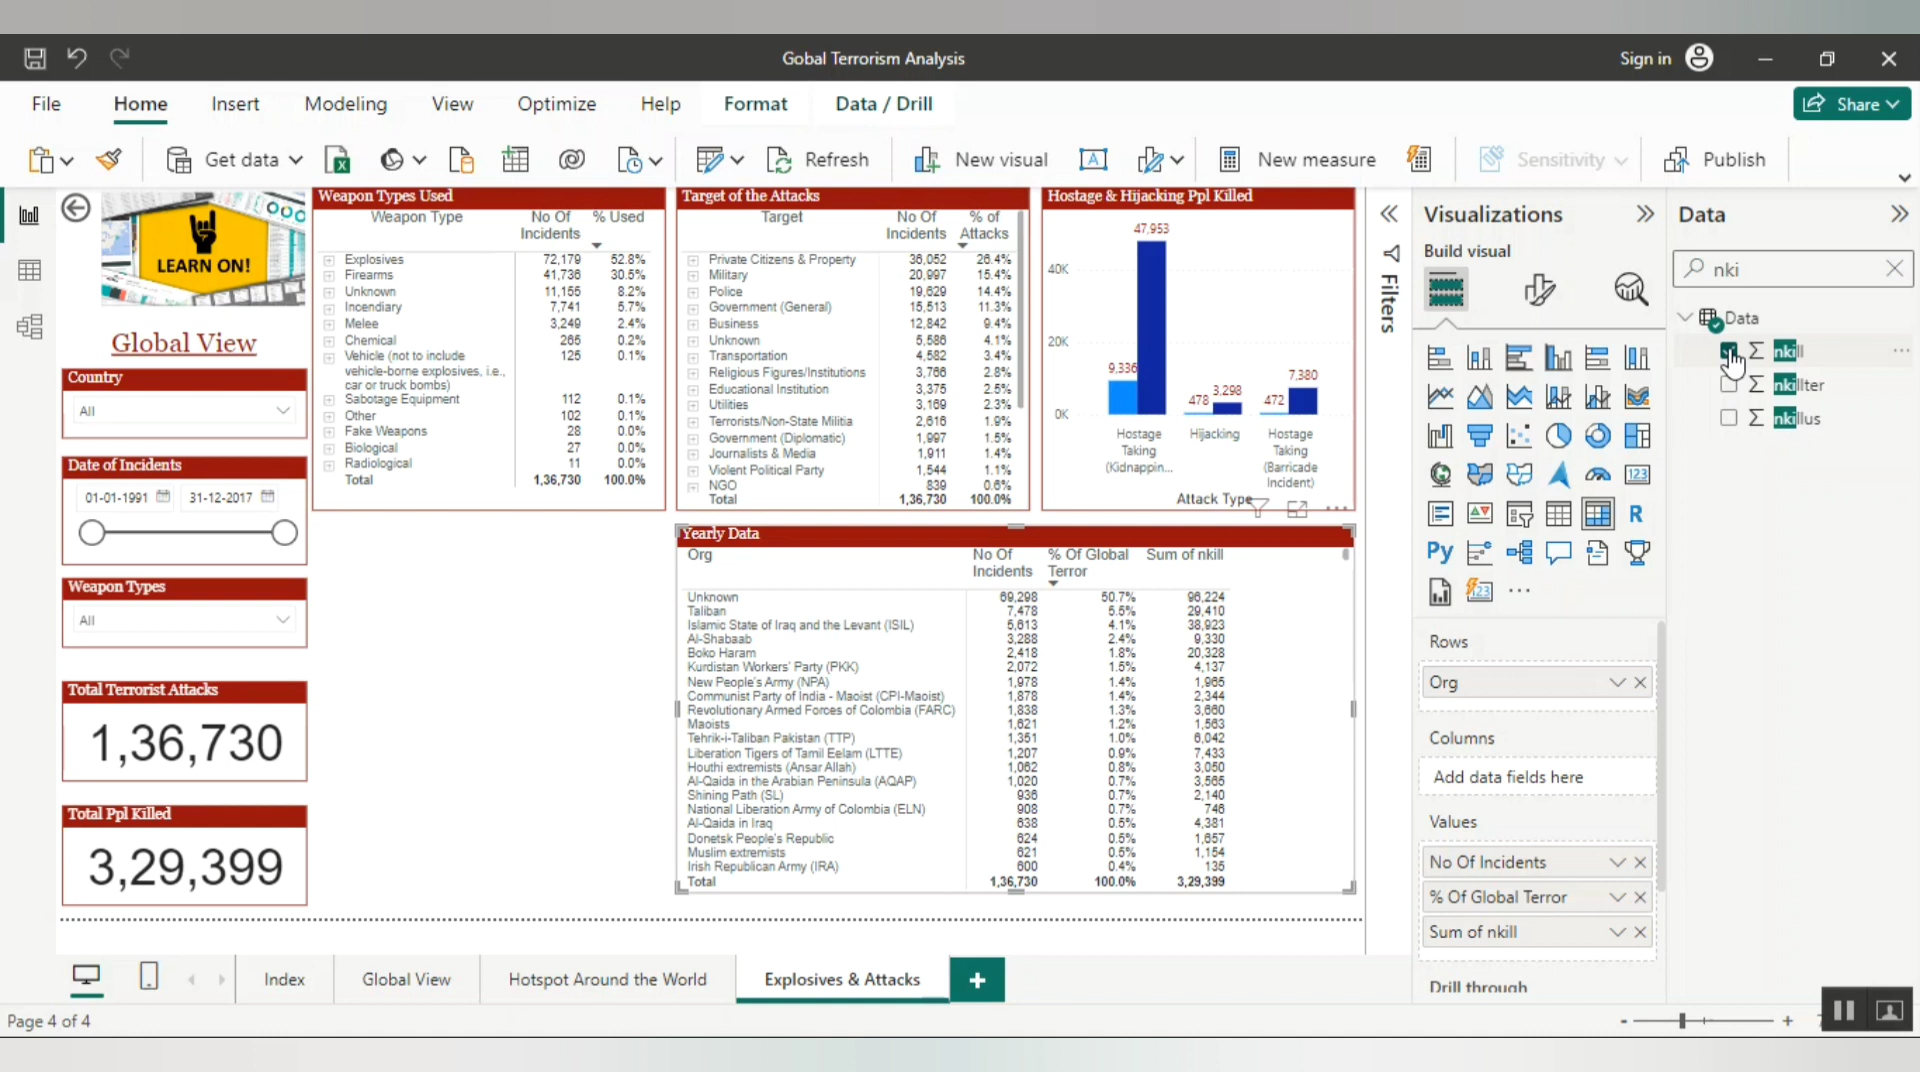 Gobal Terrorism Analysis
Sign in
File Home Insert Modeling View Optimize Help Format Data / Drill
Share
Get data
Refresh
New visual
New measure
Sensitivity
Publish
LEARN ON!
Global View
Country
All
Date of Incidents
01-01-1991 31-12-2017
Weapon Types
All
Total Terrorist Attacks
1,36,730
Total Ppl Killed
3,29,399
Weapon Types Used
Weapon Type No Of Incidents % Used
Explosives 72,179 52.8%
Firearms 41,736 30.5%
Unknown 11,155 8.2%
Incendiary 7,741 5.7%
Melee 3,249 2.4%
Chemical 265 0.2%
Vehicle (not to include 125 0.1%
vehicle-borne explosives, i.e.,
car or truck bombs)
Sabotage Equipment 112 0.1%
Other 102 0.1%
Fake Weapons 28 0.0%
Biological 27 0.0%
Radiological 11 0.0%
Total 1,36,730 100.0%
Target of the Attacks
Target No Of Incidents % of Attacks
Private Citizens & Property 36,052 26.4%
Military 20,997 15.4%
Police 19,629 14.4%
Government (General) 15,513 11.3%
Business 12,842 9.4%
Unknown 5,586 4.1%
Transportation 4,582 3.4%
Religious Figures/Institutions 3,766 2.8%
Educational Institution 3,375 2.5%
Utilities 3,169 2.3%
Terrorists/Non-State Militia 2,616 1.9%
Government (Diplomatic) 1,997 1.5%
Journalists & Media 1,911 1.4%
Violent Political Party 1,544 1.1%
NGO 839 0.6%
Total 1,36,730 100.0%
Hostage & Hijacking Ppl Killed
47,953
40K
20K
9,336
478 3,298
472 7,380
0K
Hostage Taking (Kidnappin...
Hijacking
Hostage Taking (Barricade Incident)
Attack Type
Yearly Data
Org No Of Incidents % Of Global Terror Sum of nkill
Unknown 69,298 50.7% 96,224
Taliban 7,478 5.5% 29,410
Islamic State of Iraq and the Levant (ISIL) 5,613 4.1% 38,923
Al-Shabaab 3,288 2.4% 9,330
Boko Haram 2,418 1.8% 20,328
Kurdistan Workers' Party (PKK) 2,072 1.5% 4,137
New People's Army (NPA) 1,978 1.4% 1,965
Communist Party of India - Maoist (CPI-Maoist) 1,878 1.4% 2,344
Revolutionary Armed Forces of Colombia (FARC) 1,838 1.3% 3,660
Maoists 1,621 1.2% 1,563
Tehrik-i-Taliban Pakistan (TTP) 1,351 1.0% 6,042
Liberation Tigers of Tamil Eelam (LTTE) 1,207 0.9% 7,433
Houthi extremists (Ansar Allah) 1,062 0.8% 3,050
Al-Qaida in the Arabian Peninsula (AQAP) 1,020 0.7% 3,565
Shining Path (SL) 936 0.7% 2,140
National Liberation Army of Colombia (ELN) 908 0.7% 746
Al-Qaida in Iraq 638 0.5% 4,381
Donetsk People's Republic 624 0.5% 1,657
Muslim extremists 621 0.5% 1,154
Irish Republican Army (IRA) 600 0.4% 135
Total 1,36,730 100.0% 3,29,399
Filters
Visualizations
Build visual
123
R
Py
123
Rows
Org
Columns
Add data fields here
Values
No Of Incidents
% Of Global Terror
Sum of nkill
Drill through
Data
nki
Data
nkill
nkillter
nkillus
Index
Global View
Hotspot Around the World
Explosives & Attacks
+
Page 4 of 4
- +